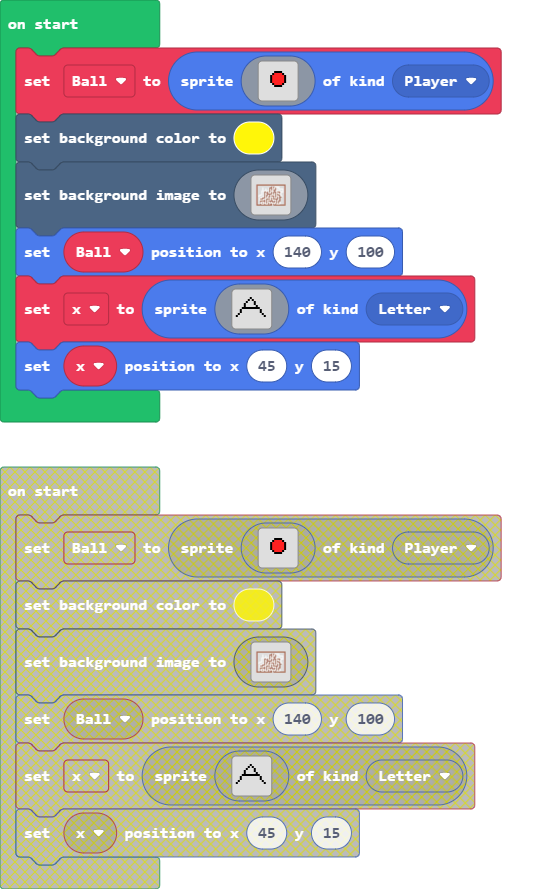 on start
set Ball to sprite of kind Player
set background color to
set background image to
set Ball position to x 140 y 100
set x to sprite A of kind Letter
set x position to x 45 y 15
on start
set Ball to sprite of kind Player
set background color to
set background image to
set Ball position to x 140 y 100
set x to sprite A of kind Letter
set x position to x 45 y 15